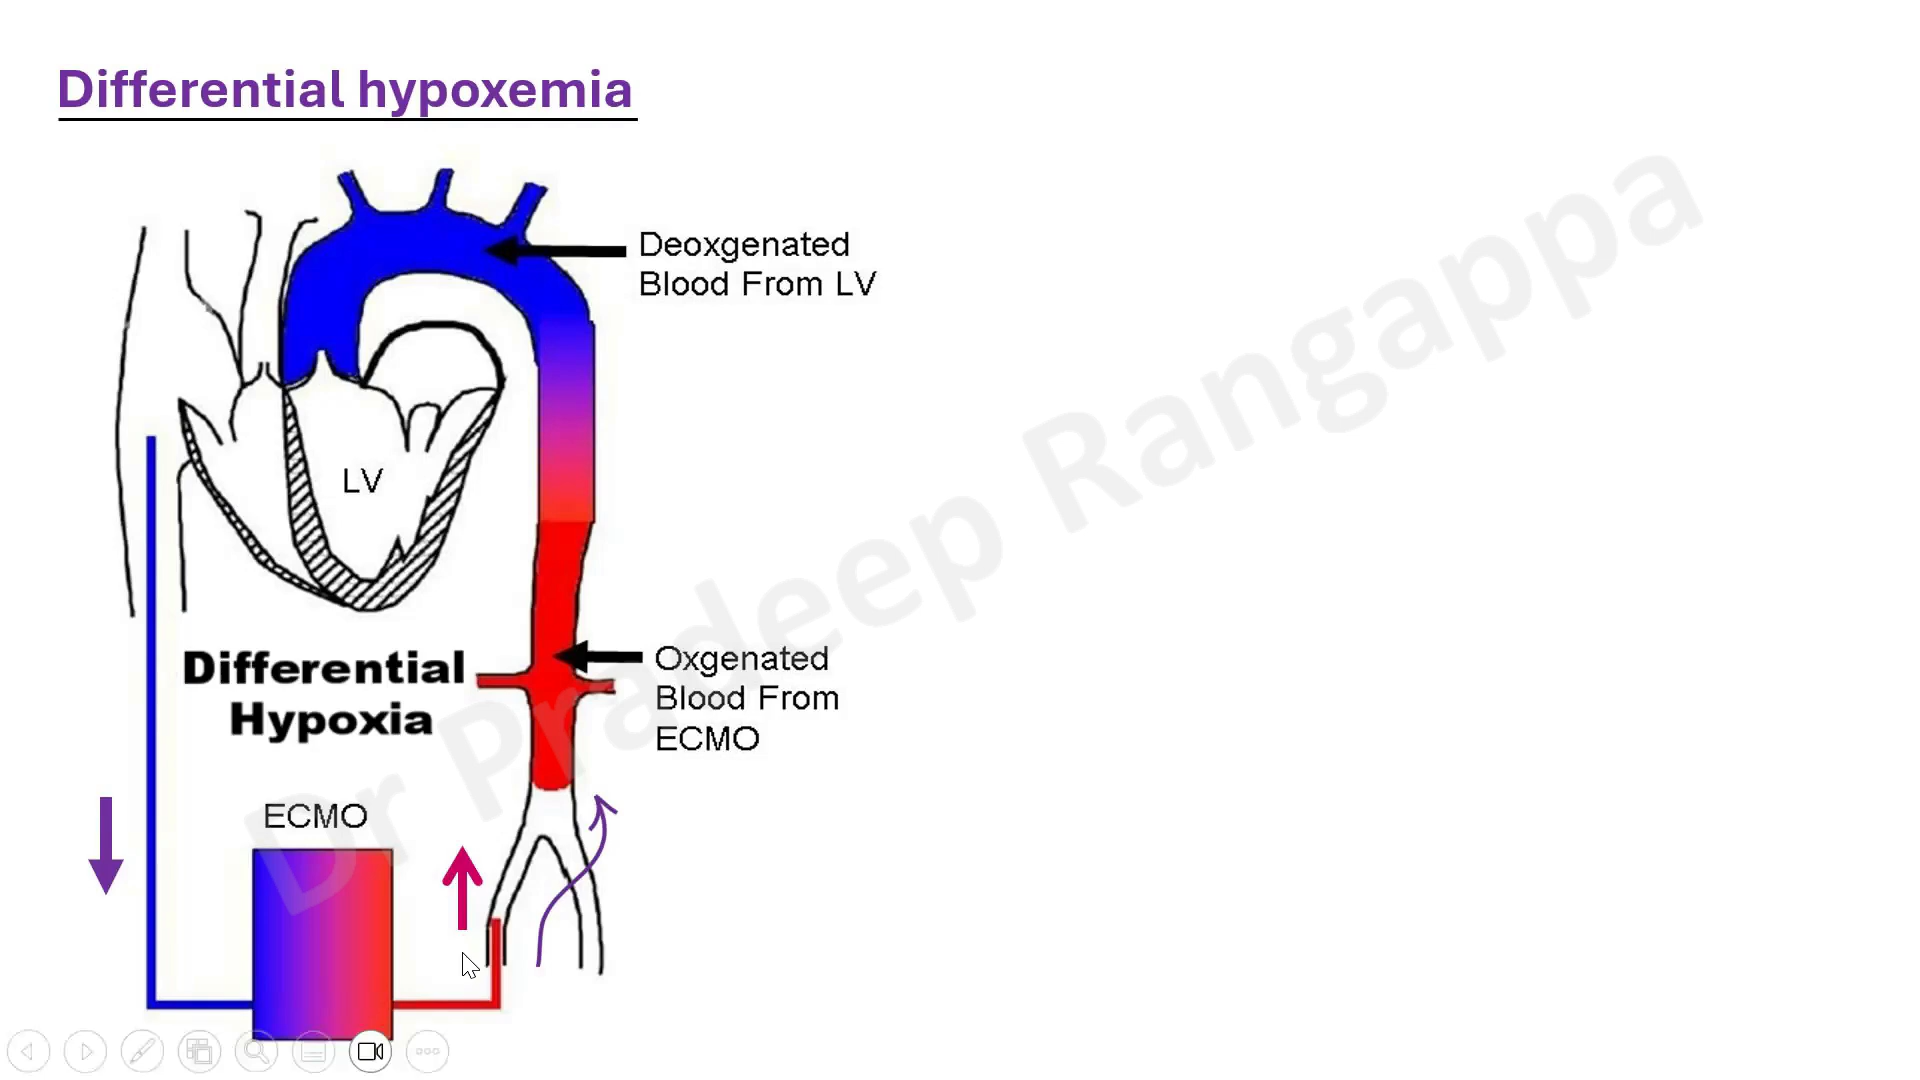 Differential hypoxemia
Deoxgenated
Blood From LV
LV
Differential
Hypoxia
Oxgenated
Blood From
ECMO
ECMO
Dr Pradeep Rangappa